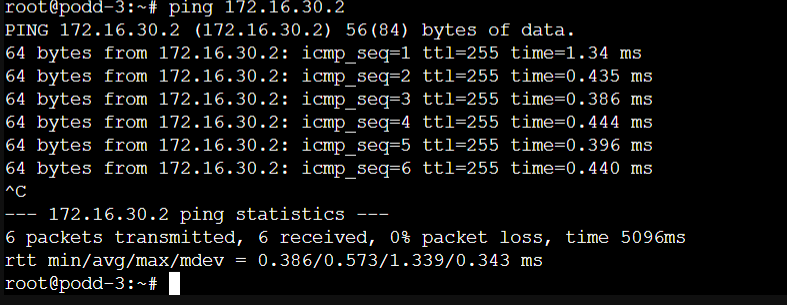 root@podd-3:~# ping 172.16.30.2
PING 172.16.30.2 (172.16.30.2) 56(84) bytes of data.
64 bytes from 172.16.30.2: icmp_seq=1 ttl=255 time=1.34 ms
64 bytes from 172.16.30.2: icmp_seq=2 ttl=255 time=0.435 ms
64 bytes from 172.16.30.2: icmp_seq=3 ttl=255 time=0.386 ms
64 bytes from 172.16.30.2: icmp_seq=4 ttl=255 time=0.444 ms
64 bytes from 172.16.30.2: icmp_seq=5 ttl=255 time=0.396 ms
64 bytes from 172.16.30.2: icmp_seq=6 ttl=255 time=0.440 ms
^C
--- 172.16.30.2 ping statistics ---
6 packets transmitted, 6 received, 0% packet loss, time 5096ms
rtt min/avg/max/mdev = 0.386/0.573/1.339/0.343 ms
root@podd-3:~#